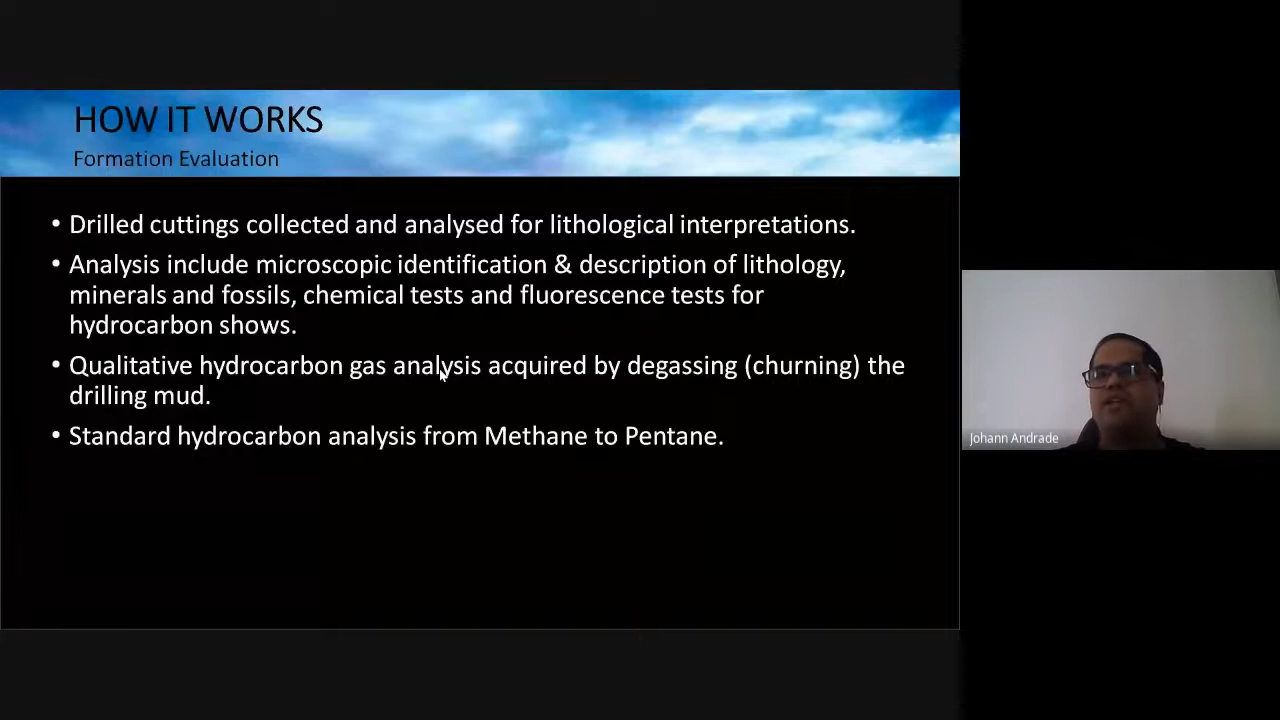 HOW IT WORKS
Formation Evaluation
• Drilled cuttings collected and analysed for lithological interpretations.
• Analysis include microscopic identification & description of lithology,
minerals and fossils, chemical tests and fluorescence tests for
hydrocarbon shows.
• Qualitative hydrocarbon gas analysis acquired by degassing (churning) the
drilling mud.
• Standard hydrocarbon analysis from Methane to Pentane.
Johann Andrade